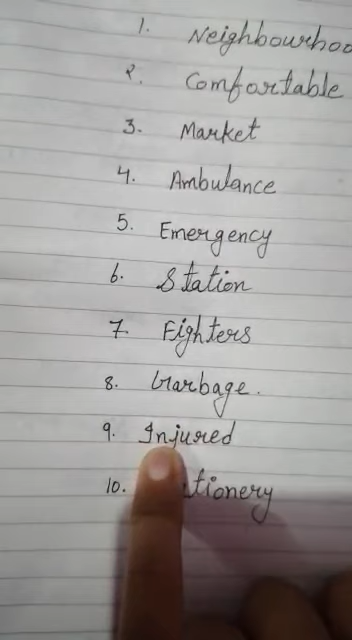 1. Neighbourhoo
2. Comfortable
3. Market
4. Ambulance
5. Emergency
6. Station
7. Fighters
8. Garbage.
9. Injured
10. tionery